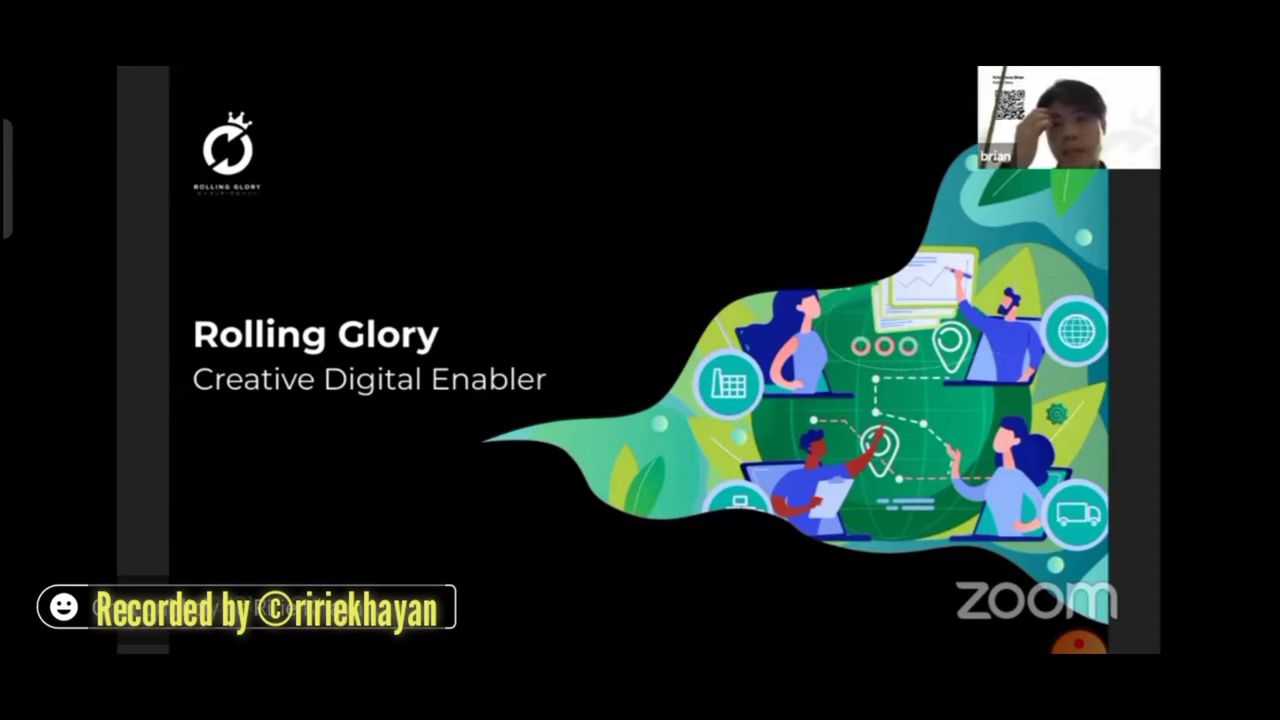 ROLLING GLORY
brian
Rolling Glory
Creative Digital Enabler
Recorded by ©ririekhayan
zoom